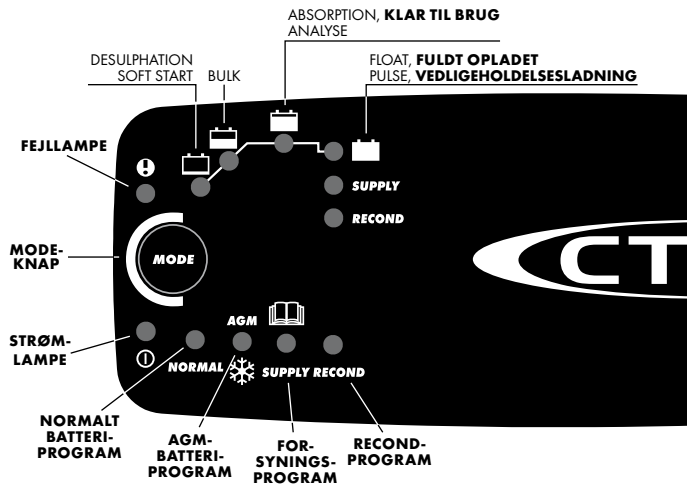 ABSORPTION, KLAR TIL BRUG
ANALYSE
DESULPHATION
SOFT START
BULK
FLOAT, FULDT OPLADET
PULSE, VEDLIGEHOLDELSESLADNING
FEJLLAMPE
SUPPLY
RECOND
MODE-
KNAP
MODE
CT
STRØM-
LAMPE
AGM
NORMAL
SUPPLY RECOND
NORMALT
BATTERI-
PROGRAM
AGM-
BATTERI-
PROGRAM
FOR-
SYNINGS-
PROGRAM
RECOND-
PROGRAM